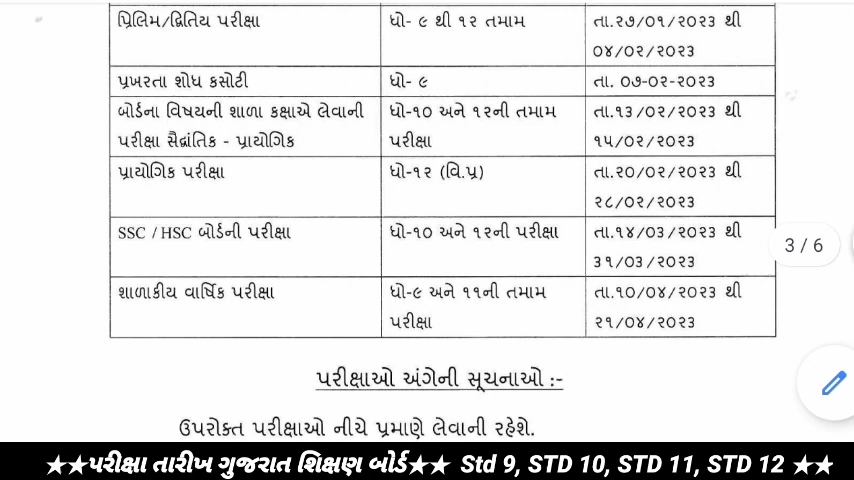 પ્રિલિમ/દ્વિતિય પરીક્ષા ધો- ૯ થી ૧૨ તમામ તા.૨૭/૦૧/૨૦૨૩ થી
૦૪/૦૨/૨૦૨૩
પ્રખરતા શોધ કસોટી ધો- ૯ તા. ૦૭-૦૨-૨૦૨૩
બોર્ડના વિષયની શાળા કક્ષાએ લેવાની ધો-૧૦ અને ૧૨ની તમામ તા.૧૩/૦૨/૨૦૨૩ થી
પરીક્ષા સૈદ્ધાંતિક - પ્રાયોગિક પરીક્ષા ૧૫/૦૨/૨૦૨૩
પ્રાયોગિક પરીક્ષા ધો-૧૨ (વિ.પ્ર) તા.૨૦/૦૨/૨૦૨૩ થી
૨૮/૦૨/૨૦૨૩
SSC / HSC બોર્ડની પરીક્ષા ધો-૧૦ અને ૧૨ની પરીક્ષા તા.૧૪/૦૩/૨૦૨૩ થી
૩૧/૦૩/૨૦૨૩
3 / 6
શાળાકીય વાર્ષિક પરીક્ષા ધો-૯ અને ૧૧ની તમામ તા.૧૦/૦૪/૨૦૨૩ થી
પરીક્ષા ૨૧/૦૪/૨૦૨૩
પરીક્ષાઓ અંગેની સૂચનાઓ :-
ઉપરોક્ત પરીક્ષાઓ નીચે પ્રમાણે લેવાની રહેશે.
★★પરીક્ષા તારીખ ગુજરાત શિક્ષણ બોર્ડ★★ Std 9, STD 10, STD 11, STD 12 ★★